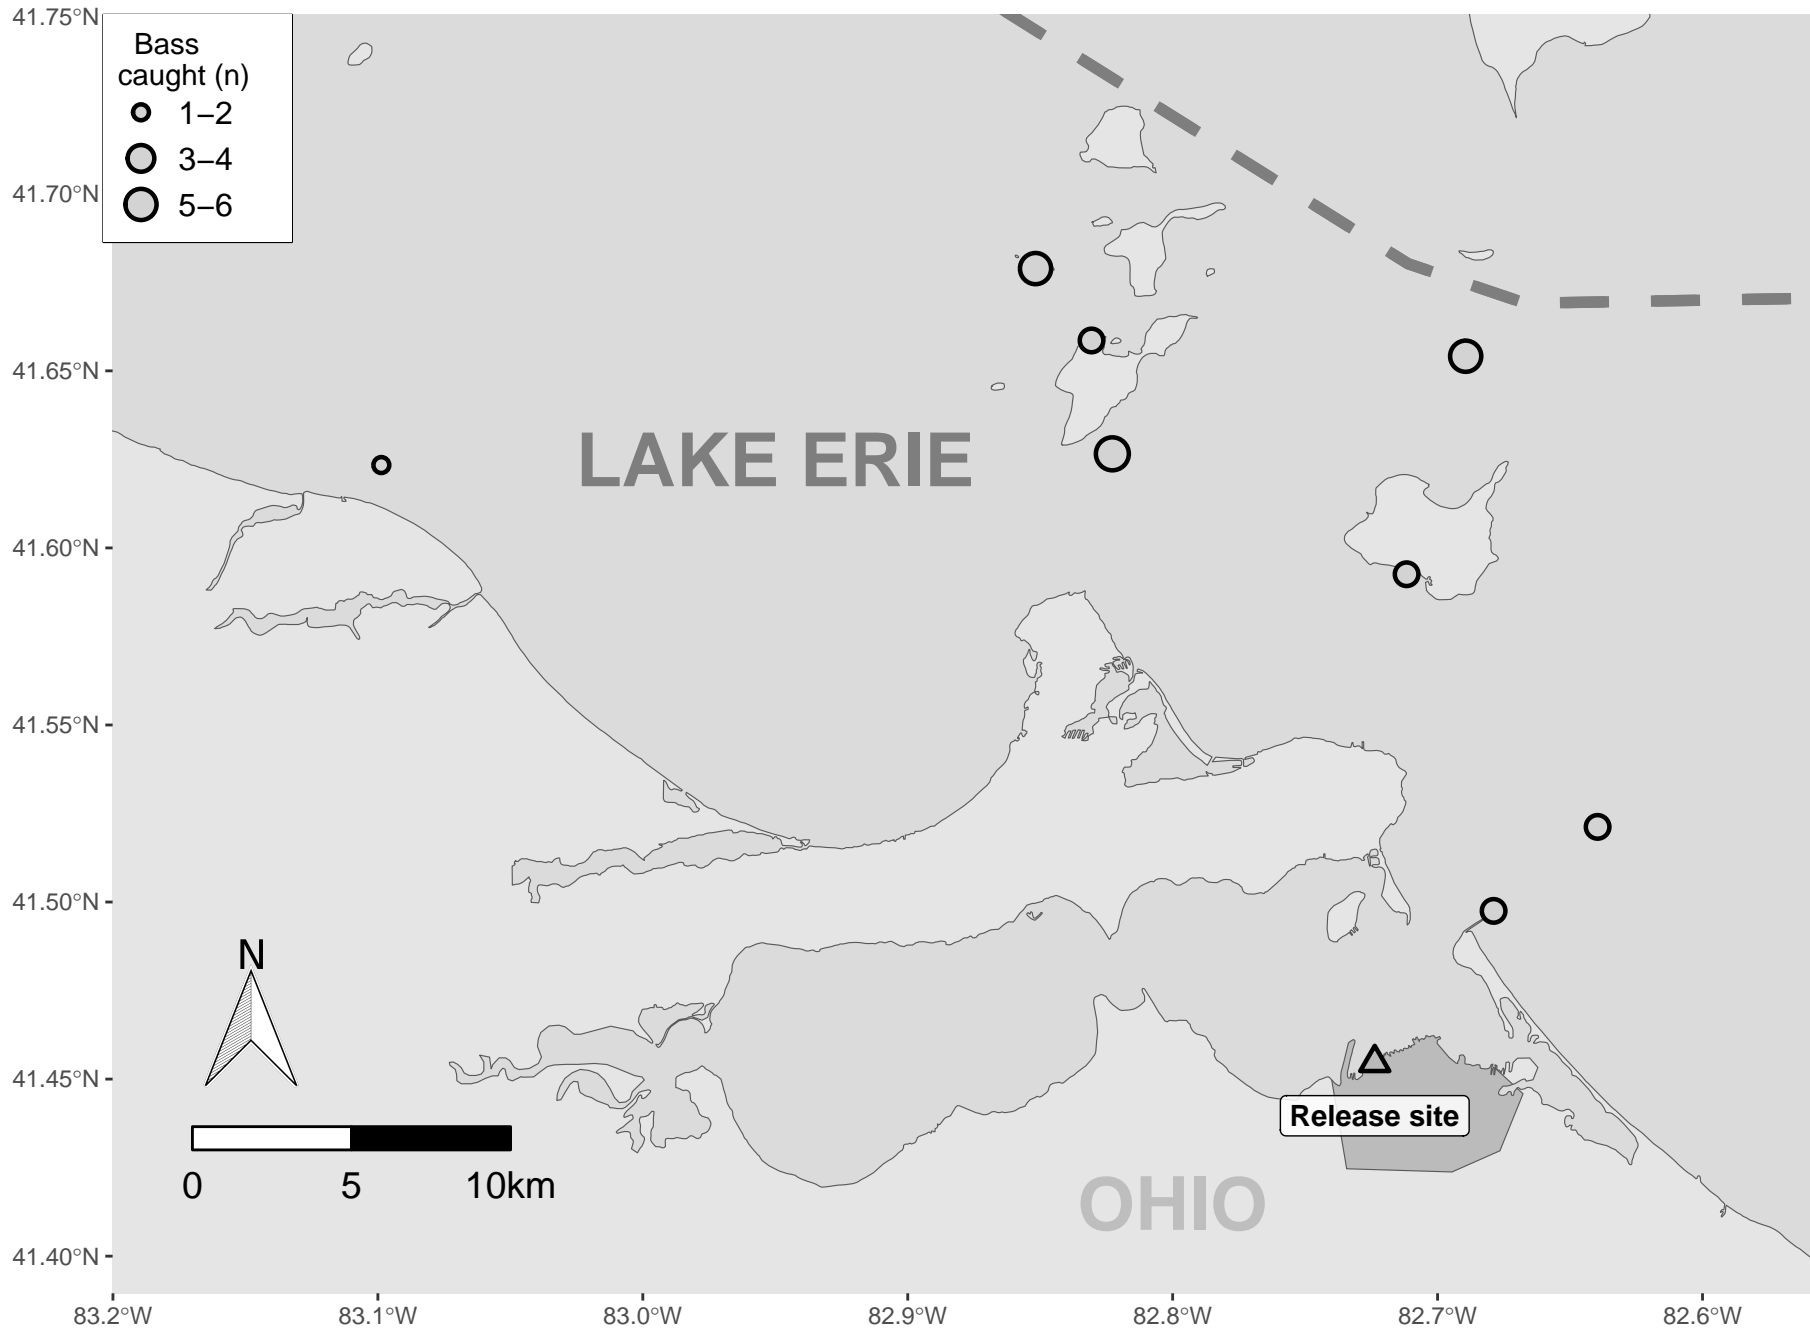 41.75°N
41.70°N
41.65°N
41.60°N
41.55°N
41.50°N
41.45°N
41.40°N
Bass
caught (n)
1–2
3–4
5–6
LAKE ERIE
N
0 5 10km
Release site
OHIO
83.2°W 83.1°W 83.0°W 82.9°W 82.8°W 82.7°W 82.6°W